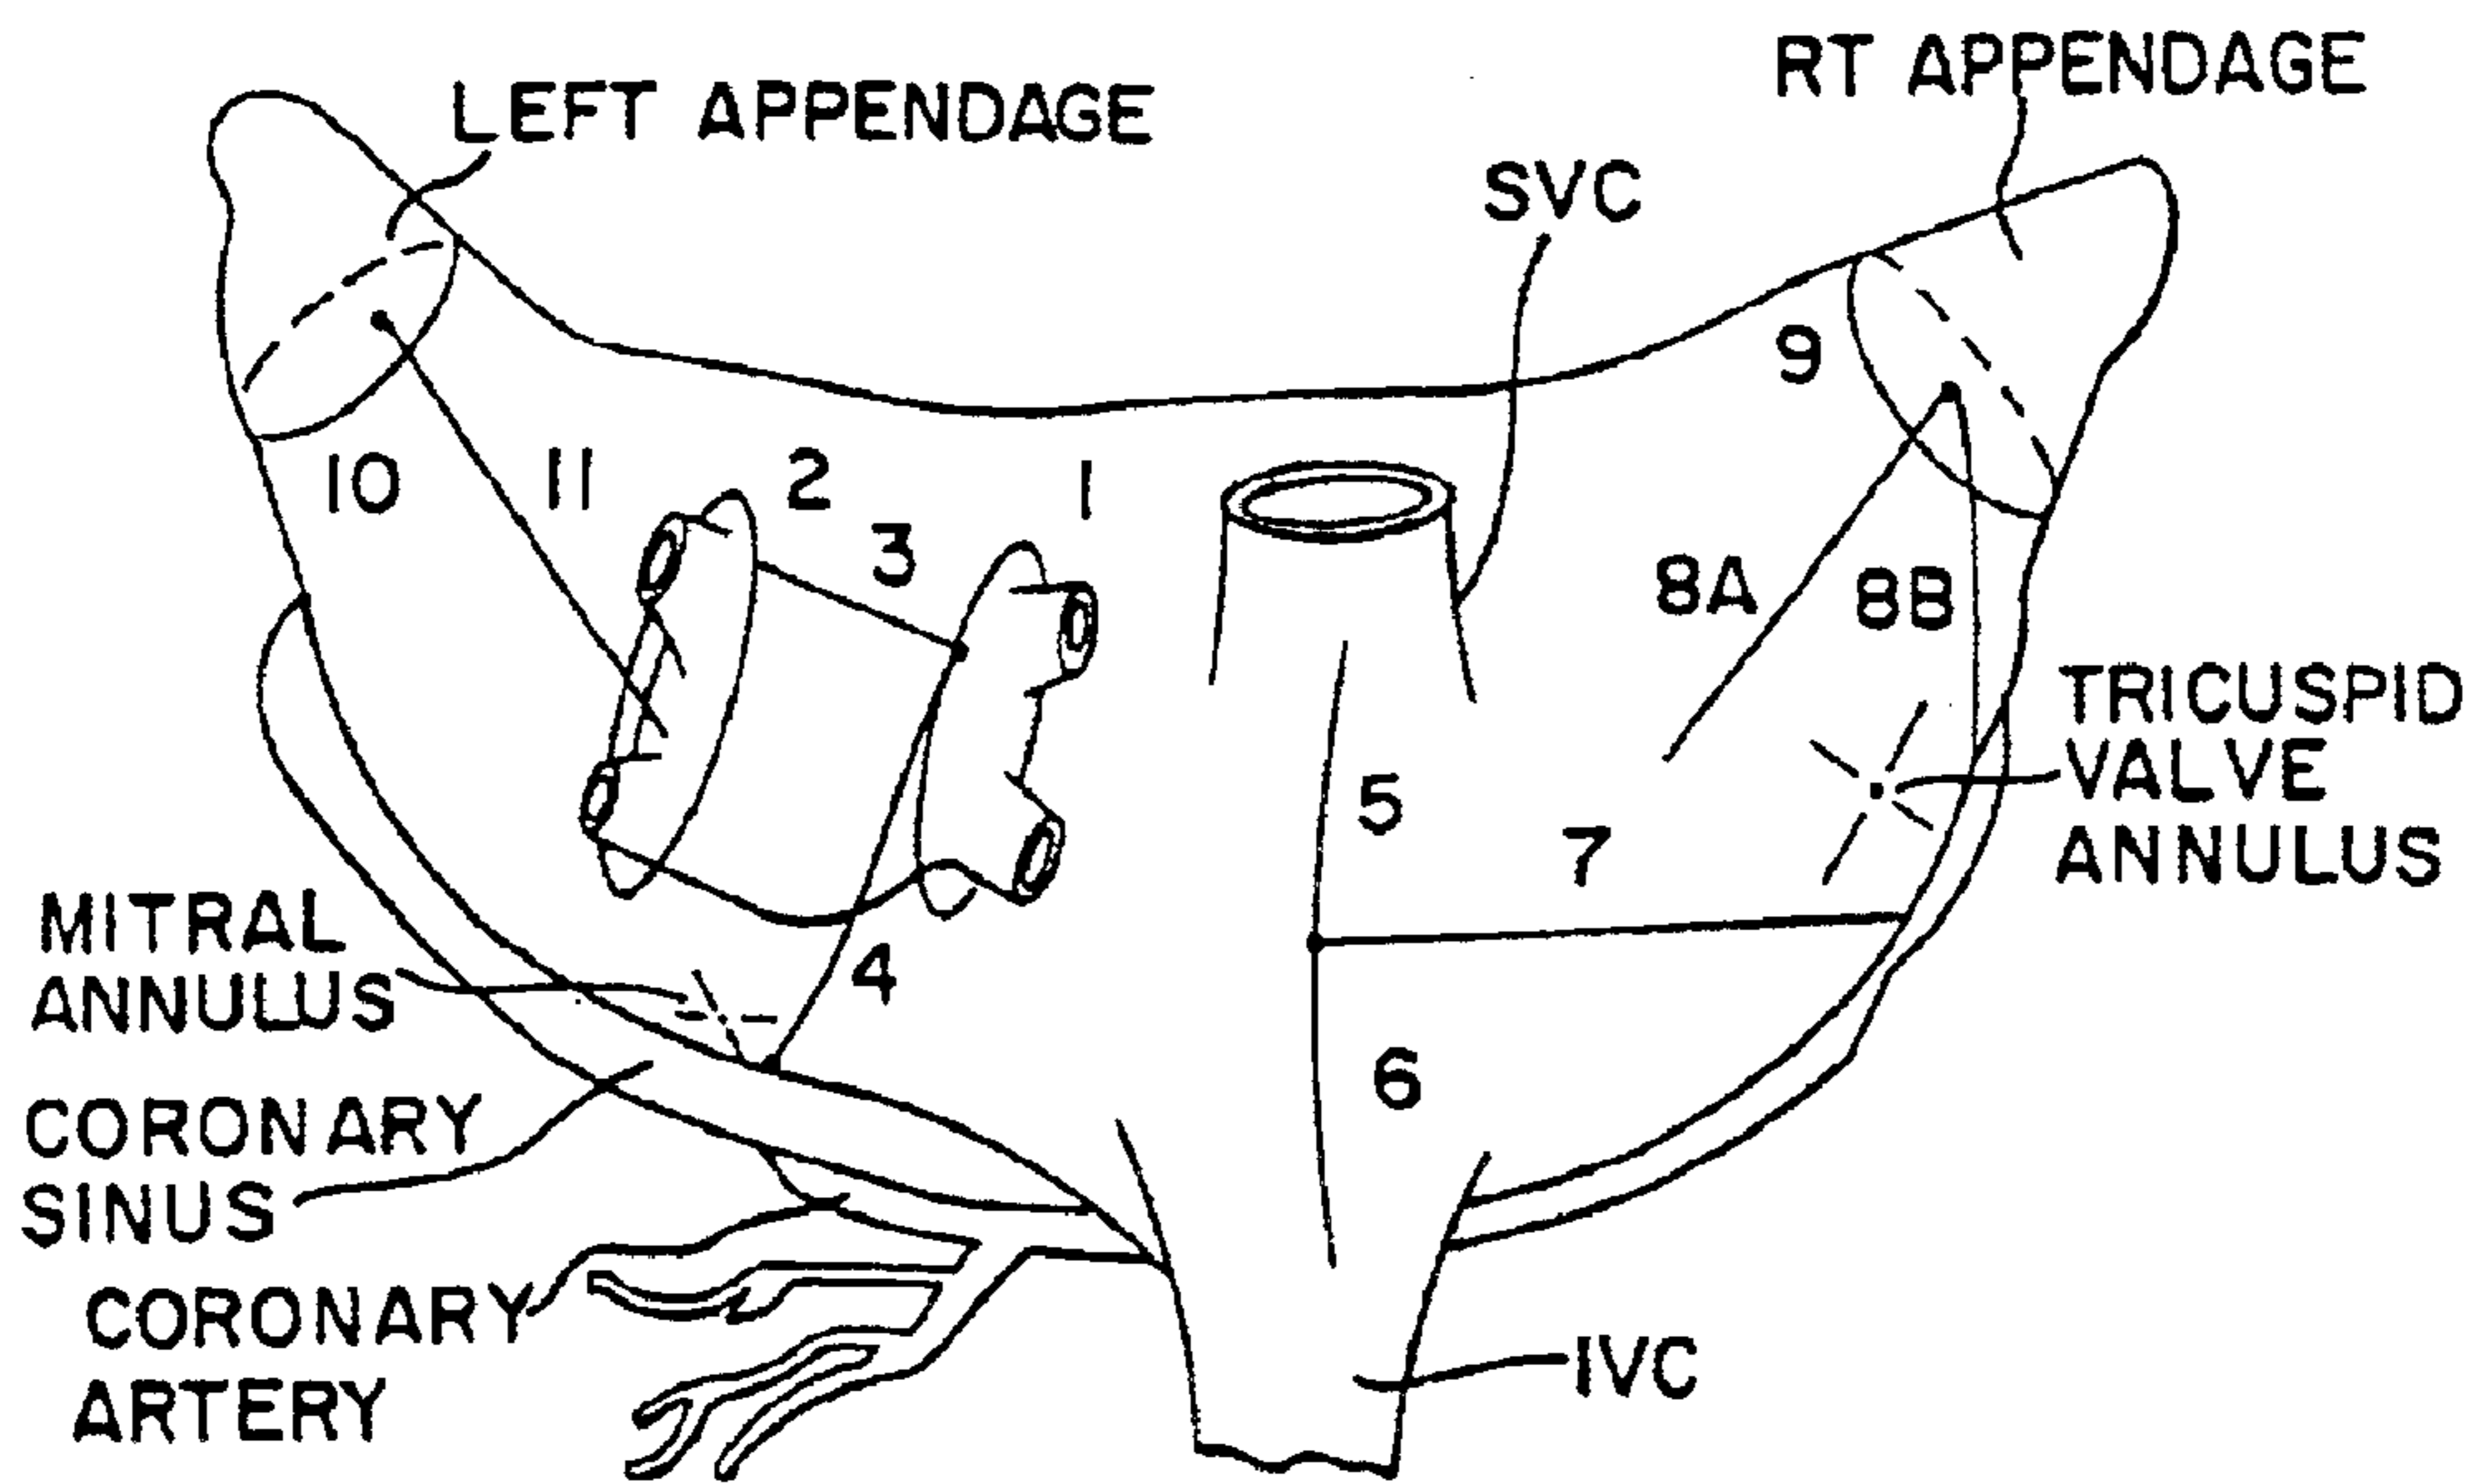 RT APPENDAGE
LEFT APPENDAGE
SVC
9
10
11
2
1
3
8A
8B
TRICUSPID
VALVE
ANNULUS
5
7
MITRAL
ANNULUS
4
6
CORONARY
SINUS
CORONARY
ARTERY
IVC